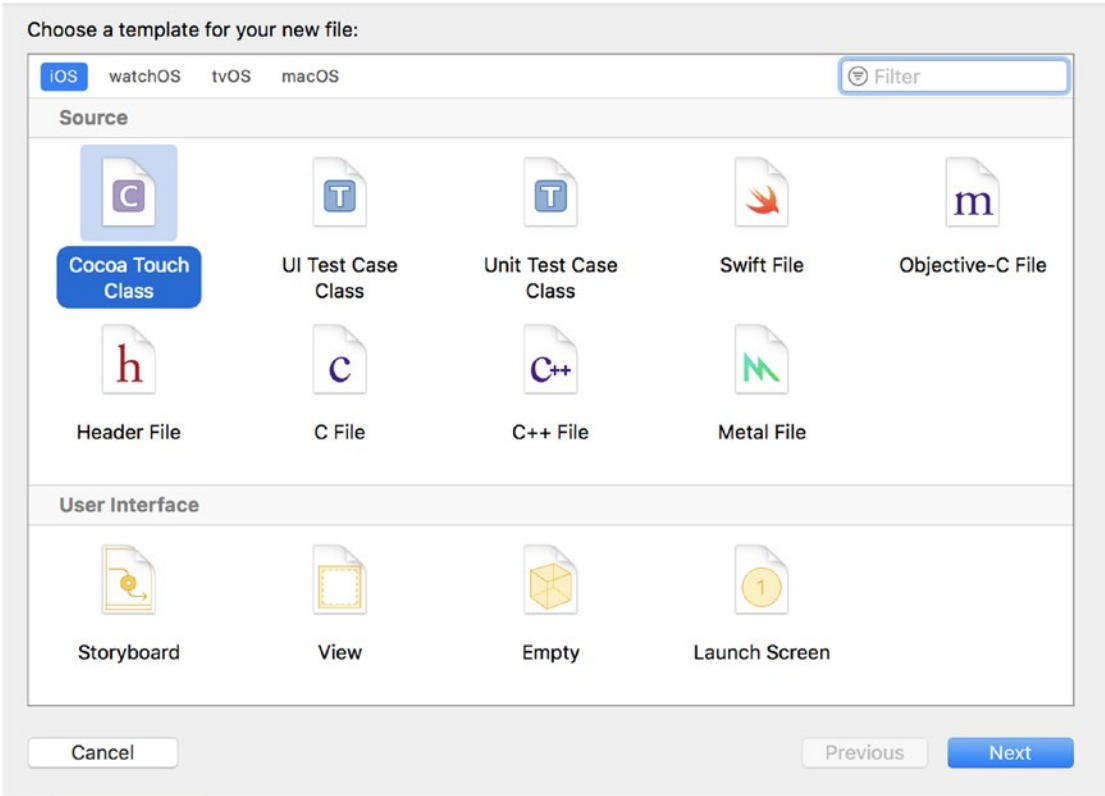 Choose a template for your new file:
iOS watchOS tvOS macOS Filter
Source
C T T m
Cocoa Touch Class
UI Test Case Class
Unit Test Case Class
Swift File
Objective-C File
h c C++
Header File
C File
C++ File
Metal File
User Interface
1
Storyboard
View
Empty
Launch Screen
Cancel Previous Next